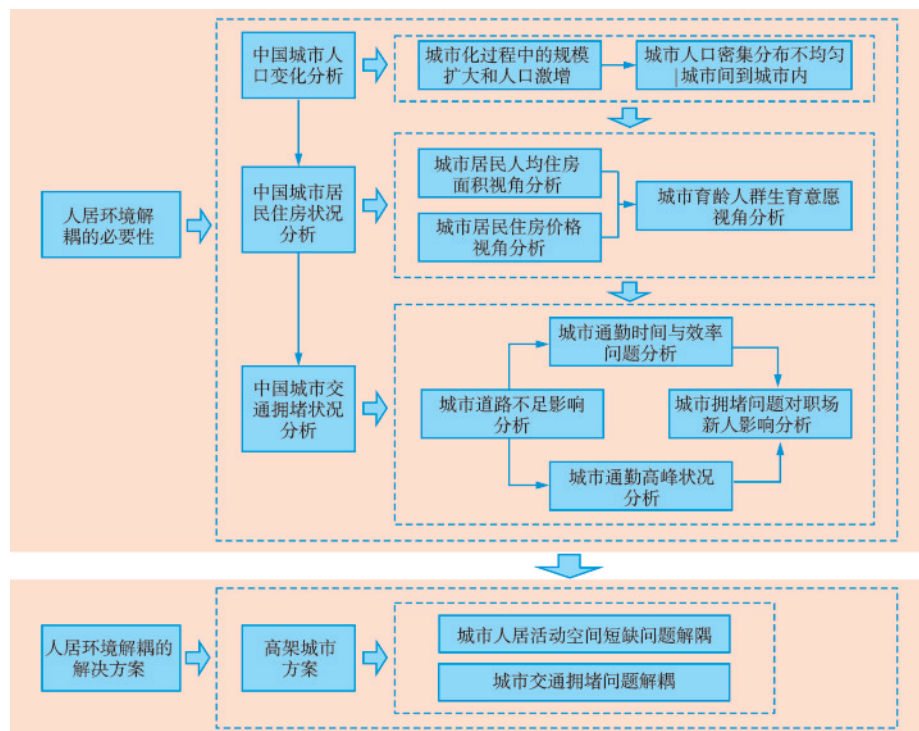 中国城市人
口变化分析
城市化过程中的规模
扩大和人口激增
城市人口密集分布不均匀
|城市间到城市内
人居环境解
耦的必要性
中国城市居
民住房状况
分析
城市居民人均住房
面积视角分析
城市居民住房价格
视角分析
城市育龄人群生育意愿
视角分析
中国城市交
通拥堵状况
分析
城市道路不足影响
分析
城市通勤时间与效率
问题分析
城市通勤高峰状况
分析
城市拥堵问题对职场
新人影响分析
人居环境解耦的
解决方案
高架城市
方案
城市人居活动空间短缺问题解隅
城市交通拥堵问题解耦